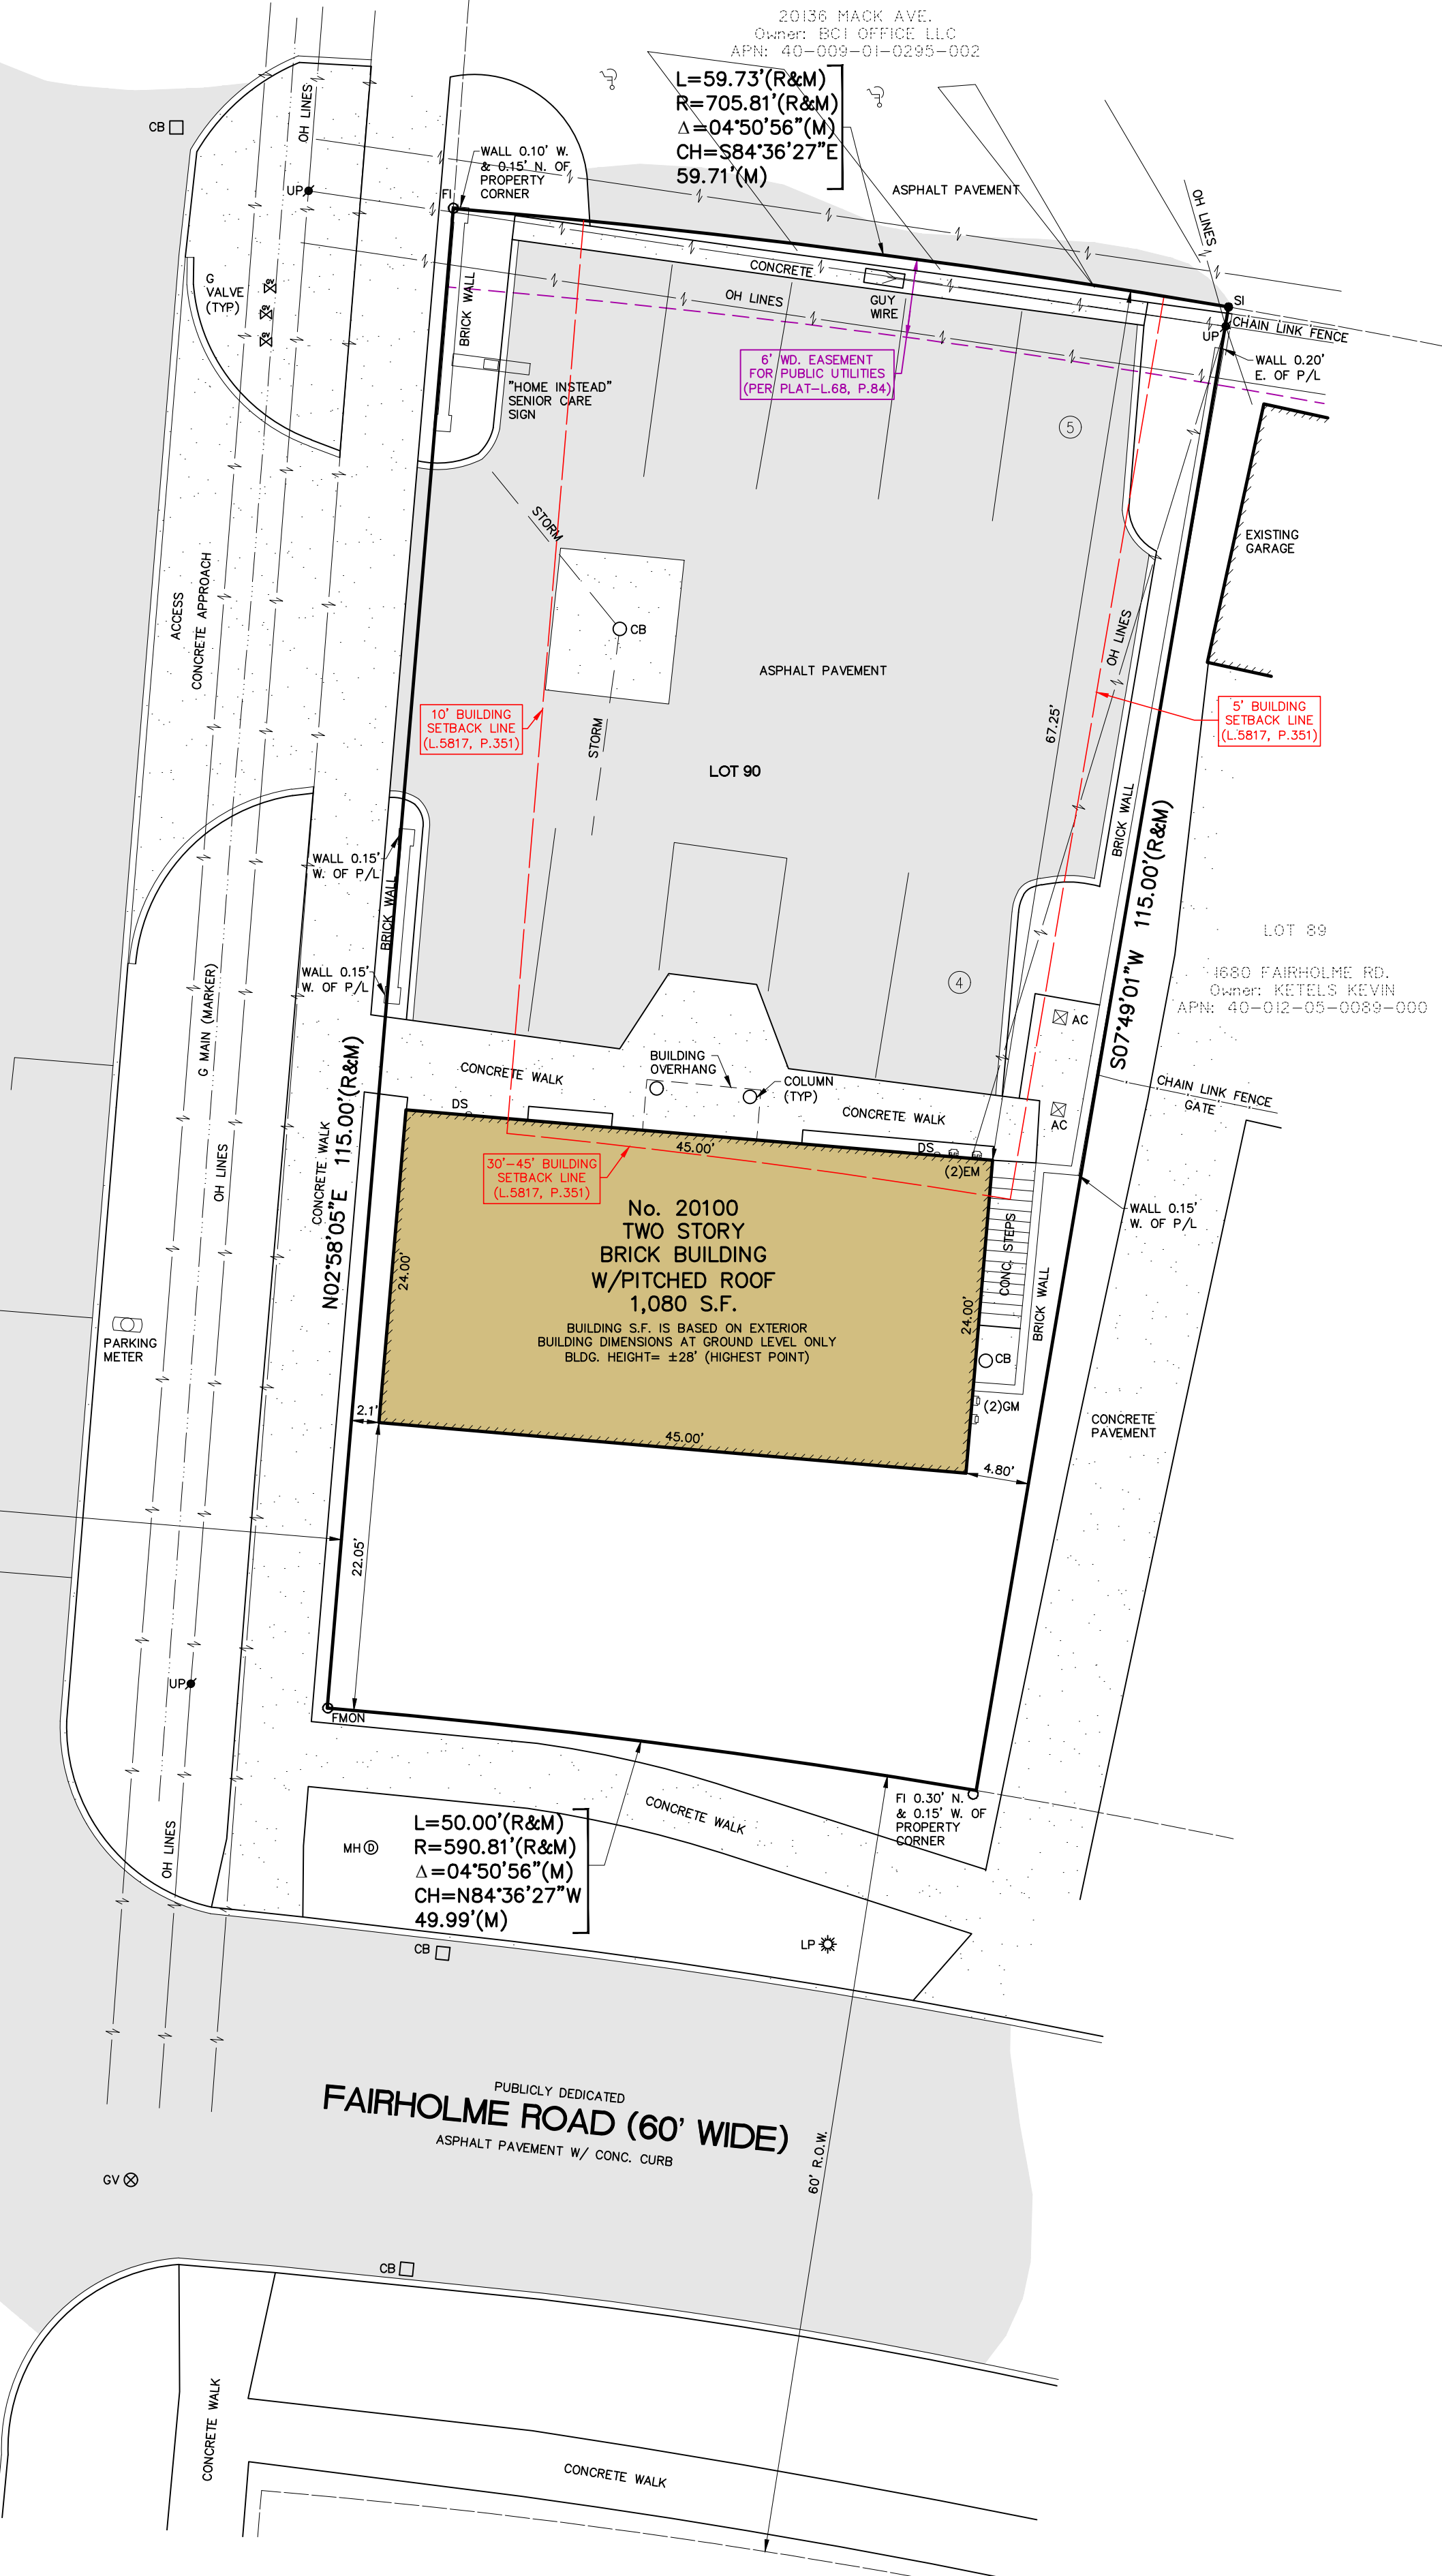 20136 MACK AVE.
Owner: BCI OFFICE LLC
APN: 40-009-01-0295-002
L=59.73'(R&M)
R=705.81'(R&M)
Δ=04°50'56"(M)
CH=S84°36'27"E
59.71'(M)
OH LINES
CB
UP
FI
WALL 0.10' W.
& 0.15' N. OF
PROPERTY
CORNER
ASPHALT PAVEMENT
OH LINES
G
VALVE
(TYP)
BRICK WALL
CONCRETE
OH LINES
GUY
WIRE
SI
CHAIN LINK FENCE
UP
WALL 0.20'
E. OF P/L
6' WD. EASEMENT
FOR PUBLIC UTILITIES
(PER PLAT-L.68, P.84)
"HOME INSTEAD"
SENIOR CARE
SIGN
5
STORM
EXISTING
GARAGE
ACCESS
CONCRETE APPROACH
CB
OH LINES
ASPHALT PAVEMENT
10' BUILDING
SETBACK LINE
(L.5817, P.351)
STORM
67.25'
5' BUILDING
SETBACK LINE
(L.5817, P.351)
LOT 90
BRICK WALL
S07°49'01"W 115.00'(R&M)
WALL 0.15'
W. OF P/L
BRICK WALL
WALL 0.15'
W. OF P/L
LOT 89
1680 FAIRHOLME RD.
Owner: KETELS KEVIN
APN: 40-012-05-0089-000
4
AC
G MAIN (MARKER)
OH LINES
CONCRETE WALK
N02°58'05"E 115.00'(R&M)
CONCRETE WALK
BUILDING
OVERHANG
COLUMN
(TYP)
CONCRETE WALK
CHAIN LINK FENCE
GATE
AC
DS
45.00'
DS
(2)EM
30'-45' BUILDING
SETBACK LINE
(L.5817, P.351)
No. 20100
TWO STORY
BRICK BUILDING
W/PITCHED ROOF
1,080 S.F.
BUILDING S.F. IS BASED ON EXTERIOR
BUILDING DIMENSIONS AT GROUND LEVEL ONLY
BLDG. HEIGHT= ±28' (HIGHEST POINT)
24.00'
24.00'
CONC. STEPS
BRICK WALL
WALL 0.15'
W. OF P/L
PARKING
METER
CB
(2)GM
2.1'
45.00'
4.80'
CONCRETE
PAVEMENT
22.05'
UP
FMON
FI 0.30' N.
& 0.15' W. OF
PROPERTY
CORNER
CONCRETE WALK
OH LINES
MH D
L=50.00'(R&M)
R=590.81'(R&M)
Δ=04°50'56"(M)
CH=N84°36'27"W
49.99'(M)
CB
LP
PUBLICLY DEDICATED
FAIRHOLME ROAD (60' WIDE)
ASPHALT PAVEMENT W/ CONC. CURB
60' R.O.W.
GV
CB
CONCRETE WALK
CONCRETE WALK